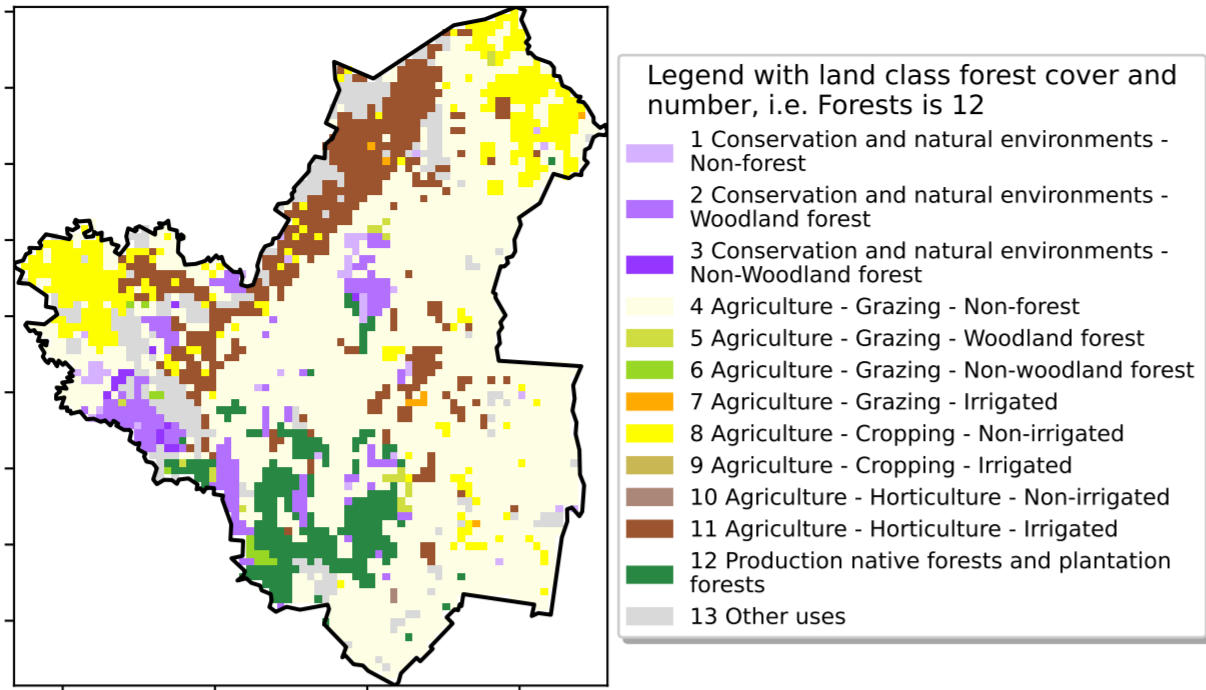 Legend with land class forest cover and
number, i.e. Forests is 12
1 Conservation and natural environments -
Non-forest
2 Conservation and natural environments -
Woodland forest
3 Conservation and natural environments -
Non-Woodland forest
4 Agriculture - Grazing - Non-forest
5 Agriculture - Grazing - Woodland forest
6 Agriculture - Grazing - Non-woodland forest
7 Agriculture - Grazing - Irrigated
8 Agriculture - Cropping - Non-irrigated
9 Agriculture - Cropping - Irrigated
10 Agriculture - Horticulture - Non-irrigated
11 Agriculture - Horticulture - Irrigated
12 Production native forests and plantation
forests
13 Other uses